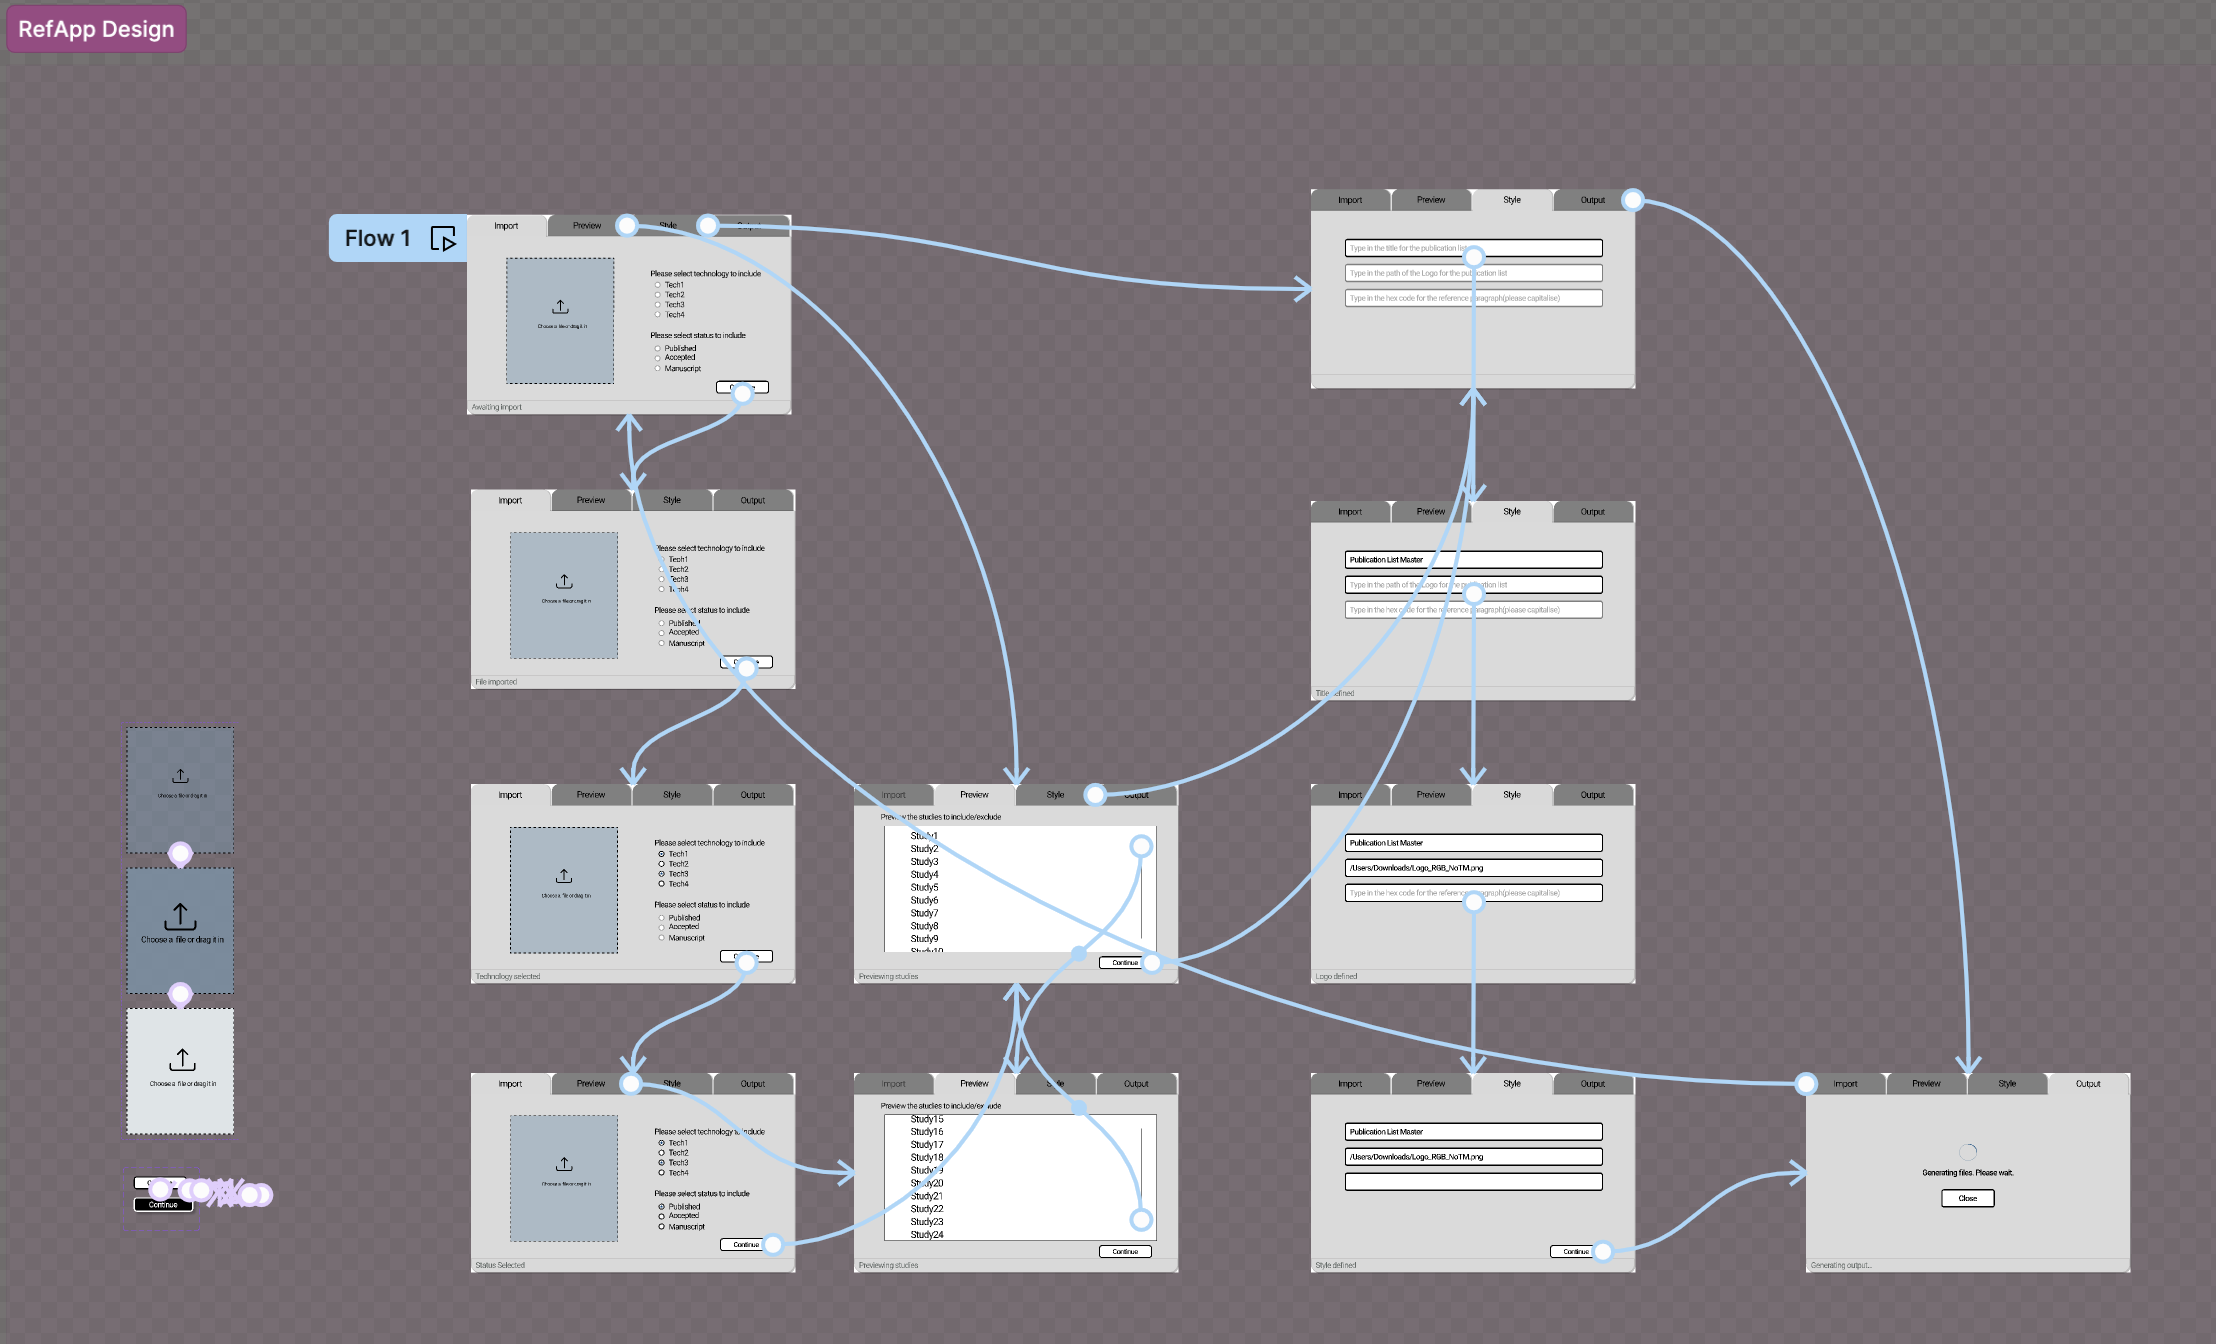 RefApp Design
Flow 1
Import Preview Style Output
Choose a file or drag it in
Please select technology to include
Tech1
Tech2
Tech3
Tech4
Please select status to include
Published
Accepted
Manuscript
Awaiting import
Import Preview Style Output
Type in the title for the publication list
Type in the path of the Logo for the publication list
Type in the hex code for the reference paragraph(please capitalise)
Import Preview Style Output
Choose a file or drag it in
Please select technology to include
Tech1
Tech2
Tech3
Tech4
Please select status to include
Published
Accepted
Manuscript
File imported
Import Preview Style Output
Publication List Master
Type in the path of the Logo for the publication list
Type in the hex code for the reference paragraph(please capitalise)
Title defined
Choose a file or drag it in
Choose a file or drag it in
Choose a file or drag it in
Continue
Import Preview Style Output
Choose a file or drag it in
Please select technology to include
Tech1
Tech2
Tech3
Tech4
Please select status to include
Published
Accepted
Manuscript
Technology selected
Import Preview Style Output
Preview the studies to include/exclude
Study1
Study2
Study3
Study4
Study5
Study6
Study7
Study8
Study9
Study10
Continue
Previewing studies
Import Preview Style Output
Publication List Master
/Users/Downloads/Logo_RGB_NoTM.png
Type in the hex code for the reference paragraph(please capitalise)
Logo defined
Import Preview Style Output
Choose a file or drag it in
Please select technology to include
Tech1
Tech2
Tech3
Tech4
Please select status to include
Published
Accepted
Manuscript
Continue
Status Selected
Import Preview Style Output
Preview the studies to include/exclude
Study15
Study16
Study17
Study18
Study19
Study20
Study21
Study22
Study23
Study24
Continue
Previewing studies
Import Preview Style Output
Publication List Master
/Users/Downloads/Logo_RGB_NoTM.png
Continue
Style defined
Import Preview Style Output
Generating files. Please wait.
Close
Generating output...